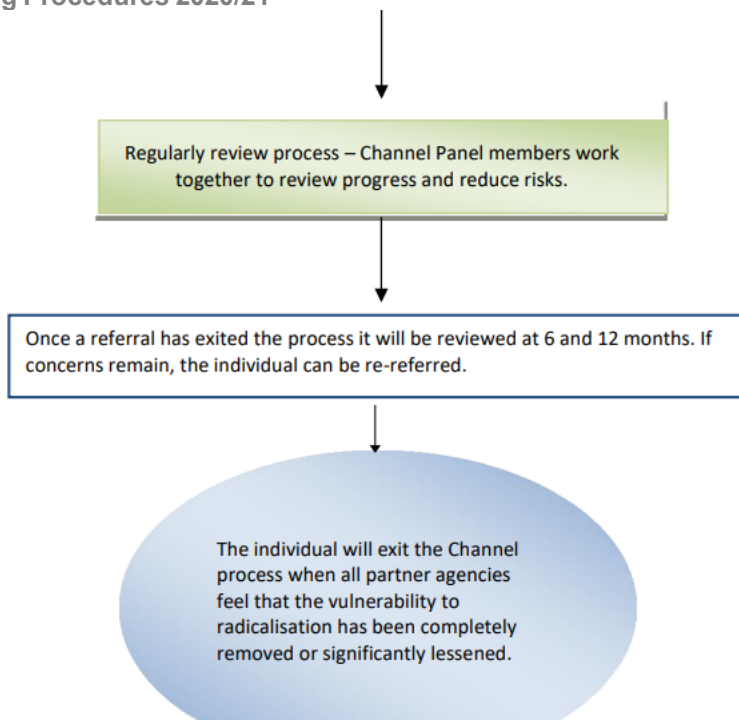 g Procedures 2020/21
Regularly review process – Channel Panel members work
together to review progress and reduce risks.
Once a referral has exited the process it will be reviewed at 6 and 12 months. If
concerns remain, the individual can be re-referred.
The individual will exit the Channel
process when all partner agencies
feel that the vulnerability to
radicalisation has been completely
removed or significantly lessened.